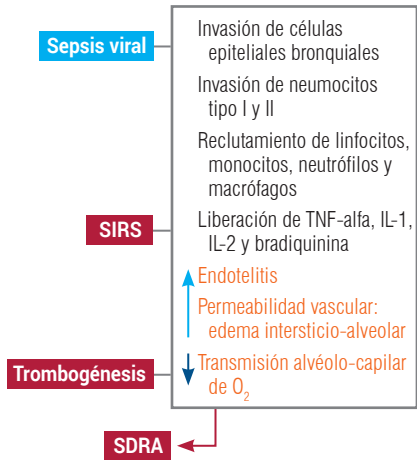 Sepsis viral
Invasión de células
epiteliales bronquiales
Invasión de neumocitos
tipo I y II
Reclutamiento de linfocitos,
monocitos, neutrófilos y
macrófagos
SIRS
Liberación de TNF-alfa, IL-1,
IL-2 y bradiquinina
Endotelitis
Permeabilidad vascular:
edema intersticio-alveolar
Trombogénesis
Transmisión alvéolo-capilar
de O₂
SDRA